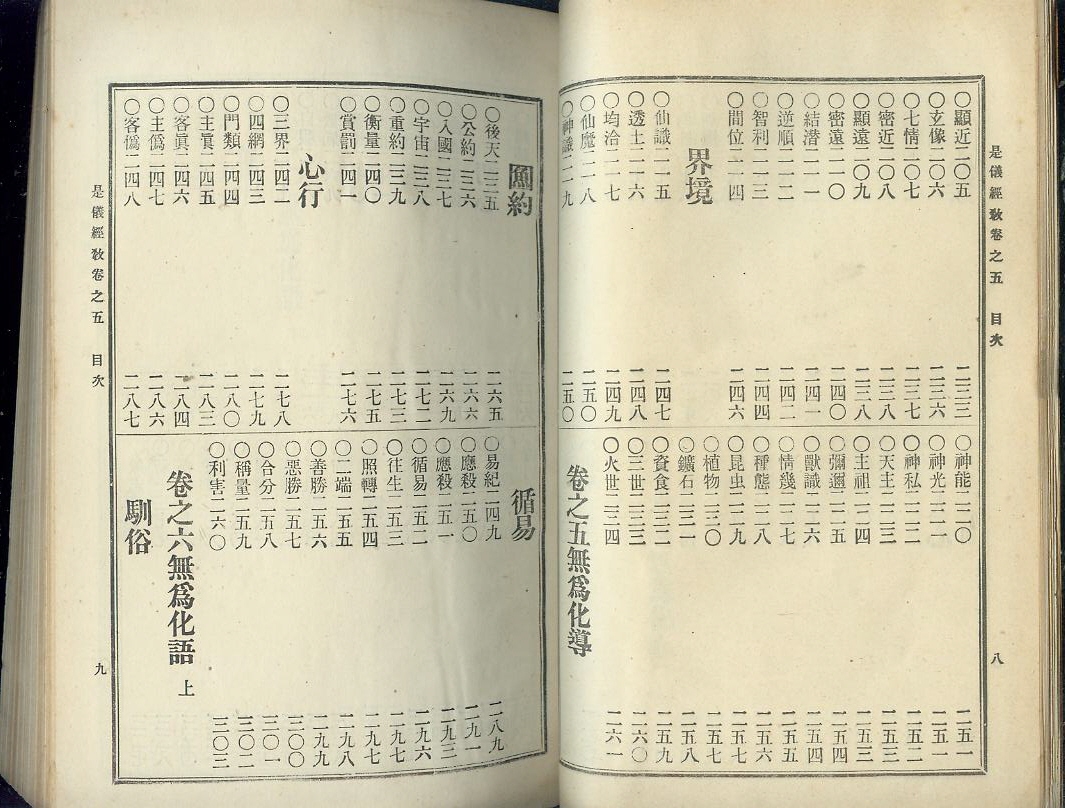 是儀經教卷之五　目次
○顯近二〇五　二三三
○玄像二〇六　二三六
○七情二〇七　二三七
○密近二〇八　二三八
○顯遠二〇九　二三八
○密遠二一〇　二四〇
○結潛二一一　二四一
○逆順二一二　二四二
○智利二一三　二四四
○間位二一四　二四六
界境
○仙識二一五　二四七
○透土二一六　二四八
○均治二一七　二四九
○仙魔二一八　二五〇
○神議二一九　二五〇
○神能二二〇　二五一
○神光二二一　二五一
○神私二二二　二五二
○天主二二三　二五三
○主祖二二四　二五四
○彌邇二二五　二五四
○獸識二二六　二五五
○情幾二二七　二五五
○種態二二八　二五六
○昆虫二二九　二五七
○植物二三〇　二五七
○鑛石二三一　二五八
○資食二三二　二五九
○三世二三三　二六〇
○火世二三四　二六一
卷之五無爲化導
八
圖約
○後天二三五　二六五
○公約二三六　二六六
○入國二三七　二六九
○宇宙二三八　二七二
○重約二三九　二七三
○衡量二四〇　二七五
○賞罰二四一　二七六
心行
○三界二四二　二七八
○四網二四三　二七九
○門類二四四　二八〇
○主眞二四五　二八三
○客眞二四六　二八四
○主僞二四七　二八六
○客僞二四八　二八七
循易
○易紀二四九　二八九
○應殺二五〇　二九一
○應殺二五一　二九三
○循易二五二　二九六
○往生二五三　二九七
○照轉二五四　二九七
○二端二五五　二九八
○善勝二五六　二九九
○惡勝二五七　三〇〇
○合分二五八　三〇一
○稱量二五九　三〇二
○利害二六〇　三〇三
卷之六無爲化語　上
馴俗
是儀經教卷之五　目次
九